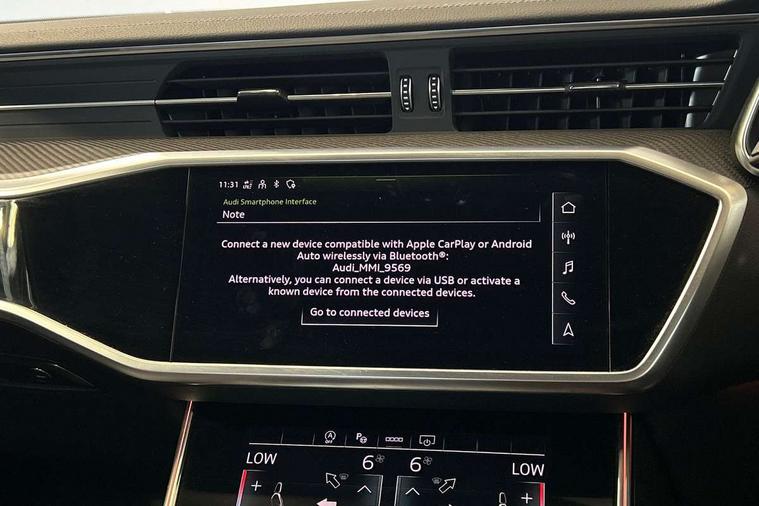 11:31
Audi Smartphone Interface
Note
Connect a new device compatible with Apple CarPlay or Android
Auto wirelessly via Bluetooth®:
Audi_MMI_9569
Alternatively, you can connect a device via USB or activate a
known device from the connected devices.
Go to connected devices
OFF
LOW 6 6 LOW
+ +